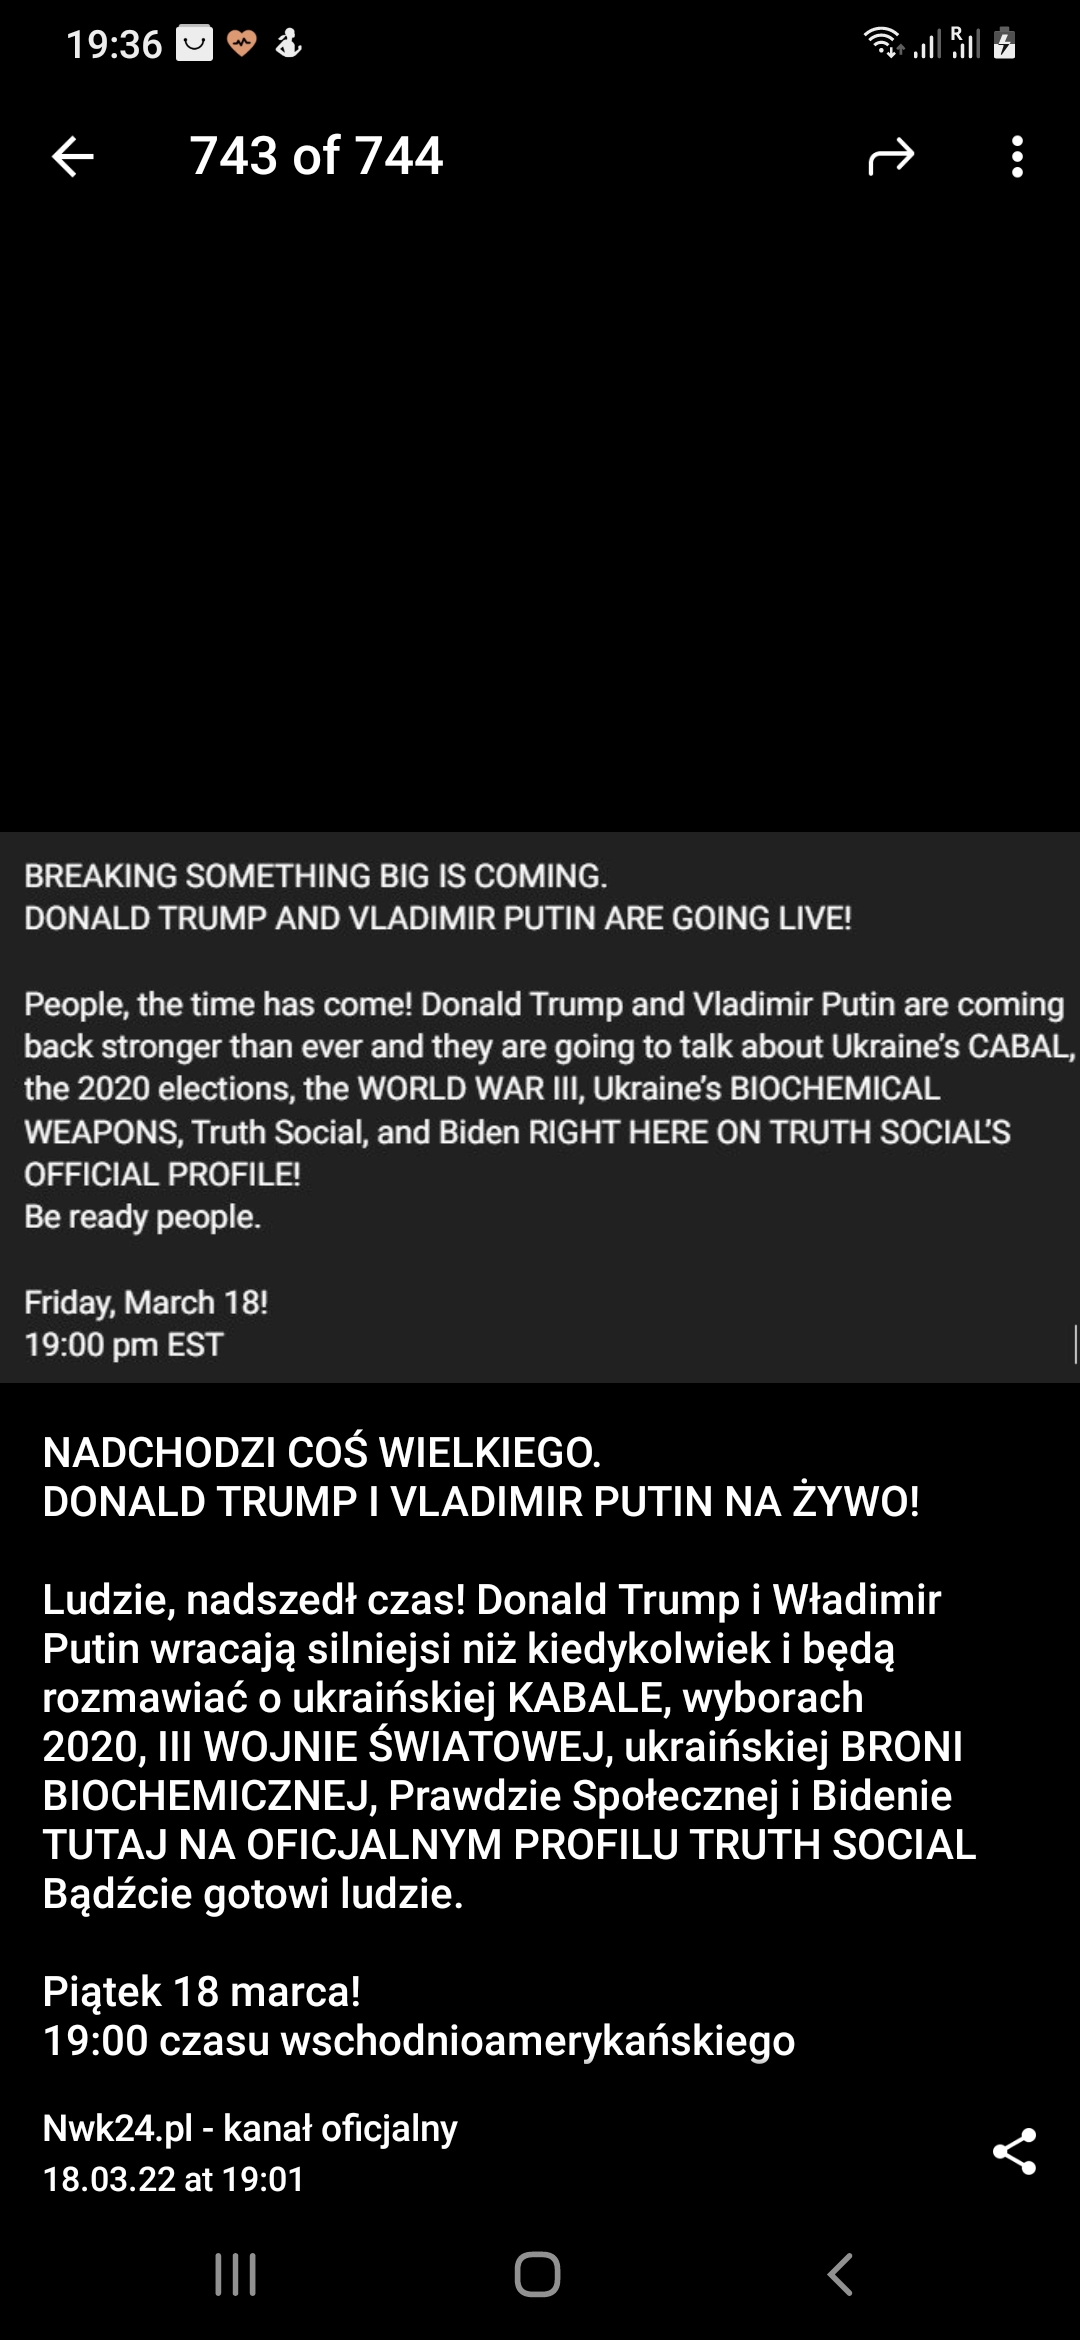 19:36
R
743 of 744
BREAKING SOMETHING BIG IS COMING.
DONALD TRUMP AND VLADIMIR PUTIN ARE GOING LIVE!
People, the time has come! Donald Trump and Vladimir Putin are coming
back stronger than ever and they are going to talk about Ukraine’s CABAL,
the 2020 elections, the WORLD WAR III, Ukraine’s BIOCHEMICAL
WEAPONS, Truth Social, and Biden RIGHT HERE ON TRUTH SOCIAL’S
OFFICIAL PROFILE!
Be ready people.
Friday, March 18!
19:00 pm EST
NADCHODZI COŚ WIELKIEGO.
DONALD TRUMP I VLADIMIR PUTIN NA ŻYWO!
Ludzie, nadszedł czas! Donald Trump i Władimir
Putin wracają silniejsi niż kiedykolwiek i będą
rozmawiać o ukraińskiej KABALE, wyborach
2020, III WOJNIE ŚWIATOWEJ, ukraińskiej BRONI
BIOCHEMICZNEJ, Prawdzie Społecznej i Bidenie
TUTAJ NA OFICJALNYM PROFILU TRUTH SOCIAL
Bądźcie gotowi ludzie.
Piątek 18 marca!
19:00 czasu wschodnioamerykańskiego
Nwk24.pl - kanał oficjalny
18.03.22 at 19:01